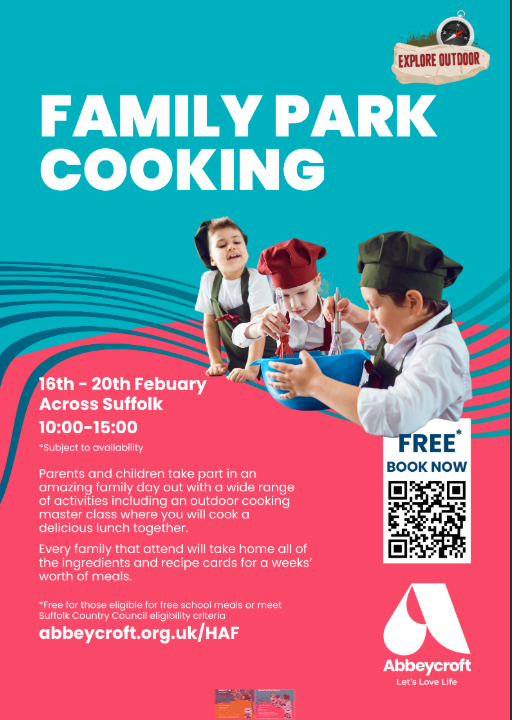 EXPLORE OUTDOOR
FAMILY PARK
COOKING
16th - 20th Febuary
Across Suffolk
10:00-15:00
*Subject to availability
Parents and children take part in an
amazing family day out with a wide range
of activities including an outdoor cooking
master class where you will cook a
delicious lunch together.
Every family that attend will take home all of
the ingredients and recipe cards for a weeks'
worth of meals.
*Free for those eligible for free school meals or meet
Suffolk Country Council eligibility criteria
abbeycroft.org.uk/HAF
FREE*
BOOK NOW
Abbeycroft
Let's Love Life